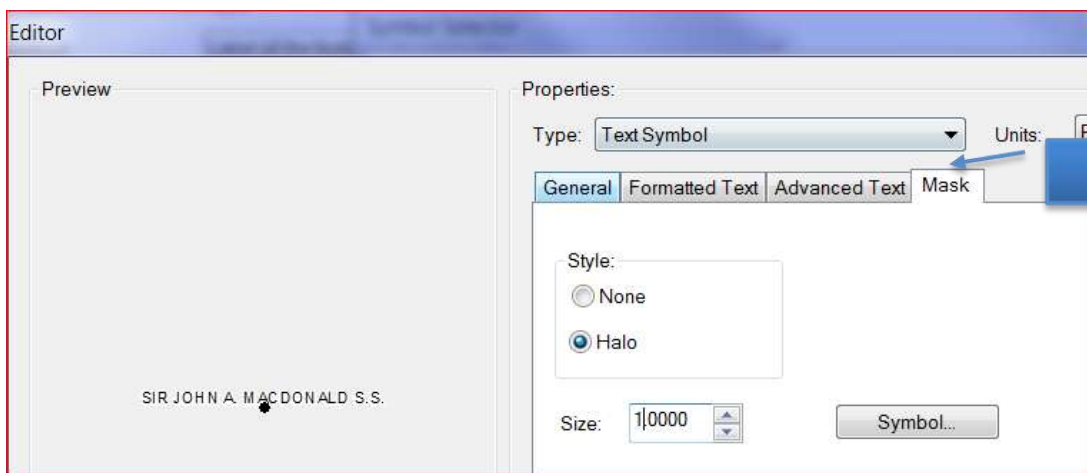 Editor
Preview
Properties:
Type: Text Symbol Units:
General Formatted Text Advanced Text Mask
Style:
None
Halo
SIR JOHN A. MACDONALD S.S.
Size: 1.0000 Symbol...